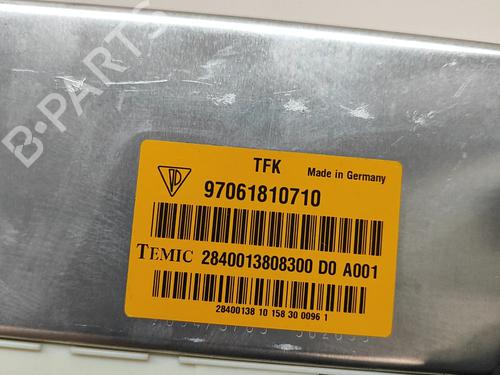 B-PARTS
TFK Made in Germany
97061810710
TEMIC 2840013808300 D0 A001
28400138 10 158 30 0096 1